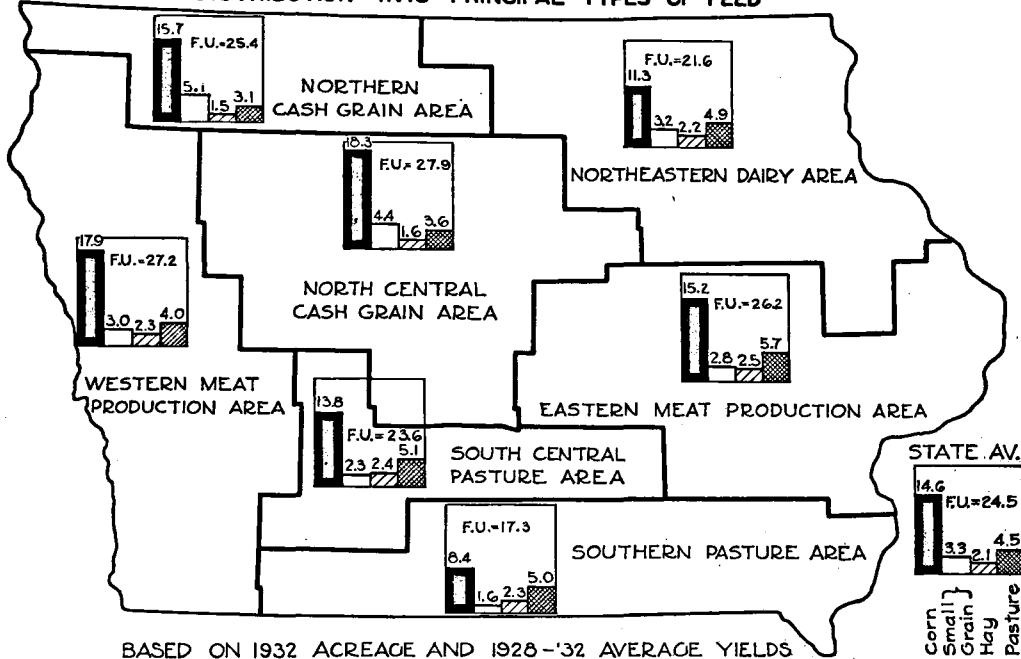 DISTRIBUTION INTO PRINCIPAL TYPES OF FEED
15.7
F.U.=25.4
5.1
1.5
3.1
NORTHERN
CASH GRAIN AREA
F.U.=21.6
11.3
3.2
2.2
4.9
NORTHEASTERN DAIRY AREA
18.3
F.U.=27.9
4.4
1.6
3.6
NORTH CENTRAL
CASH GRAIN AREA
17.9
F.U.=27.2
3.0
2.3
4.0
WESTERN MEAT
PRODUCTION AREA
15.2
F.U.=26.2
2.8
2.5
5.7
EASTERN MEAT PRODUCTION AREA
13.8
F.U.=23.6
2.3
2.4
5.1
SOUTH CENTRAL
PASTURE AREA
STATE AV.
14.6
F.U.=24.5
3.3
2.1
4.5
Corn
Small }
Grain }
Hay
Pasture
F.U.=17.3
8.4
1.6
2.3
5.0
SOUTHERN PASTURE AREA
BASED ON 1932 ACREAGE AND 1928-'32 AVERAGE YIELDS